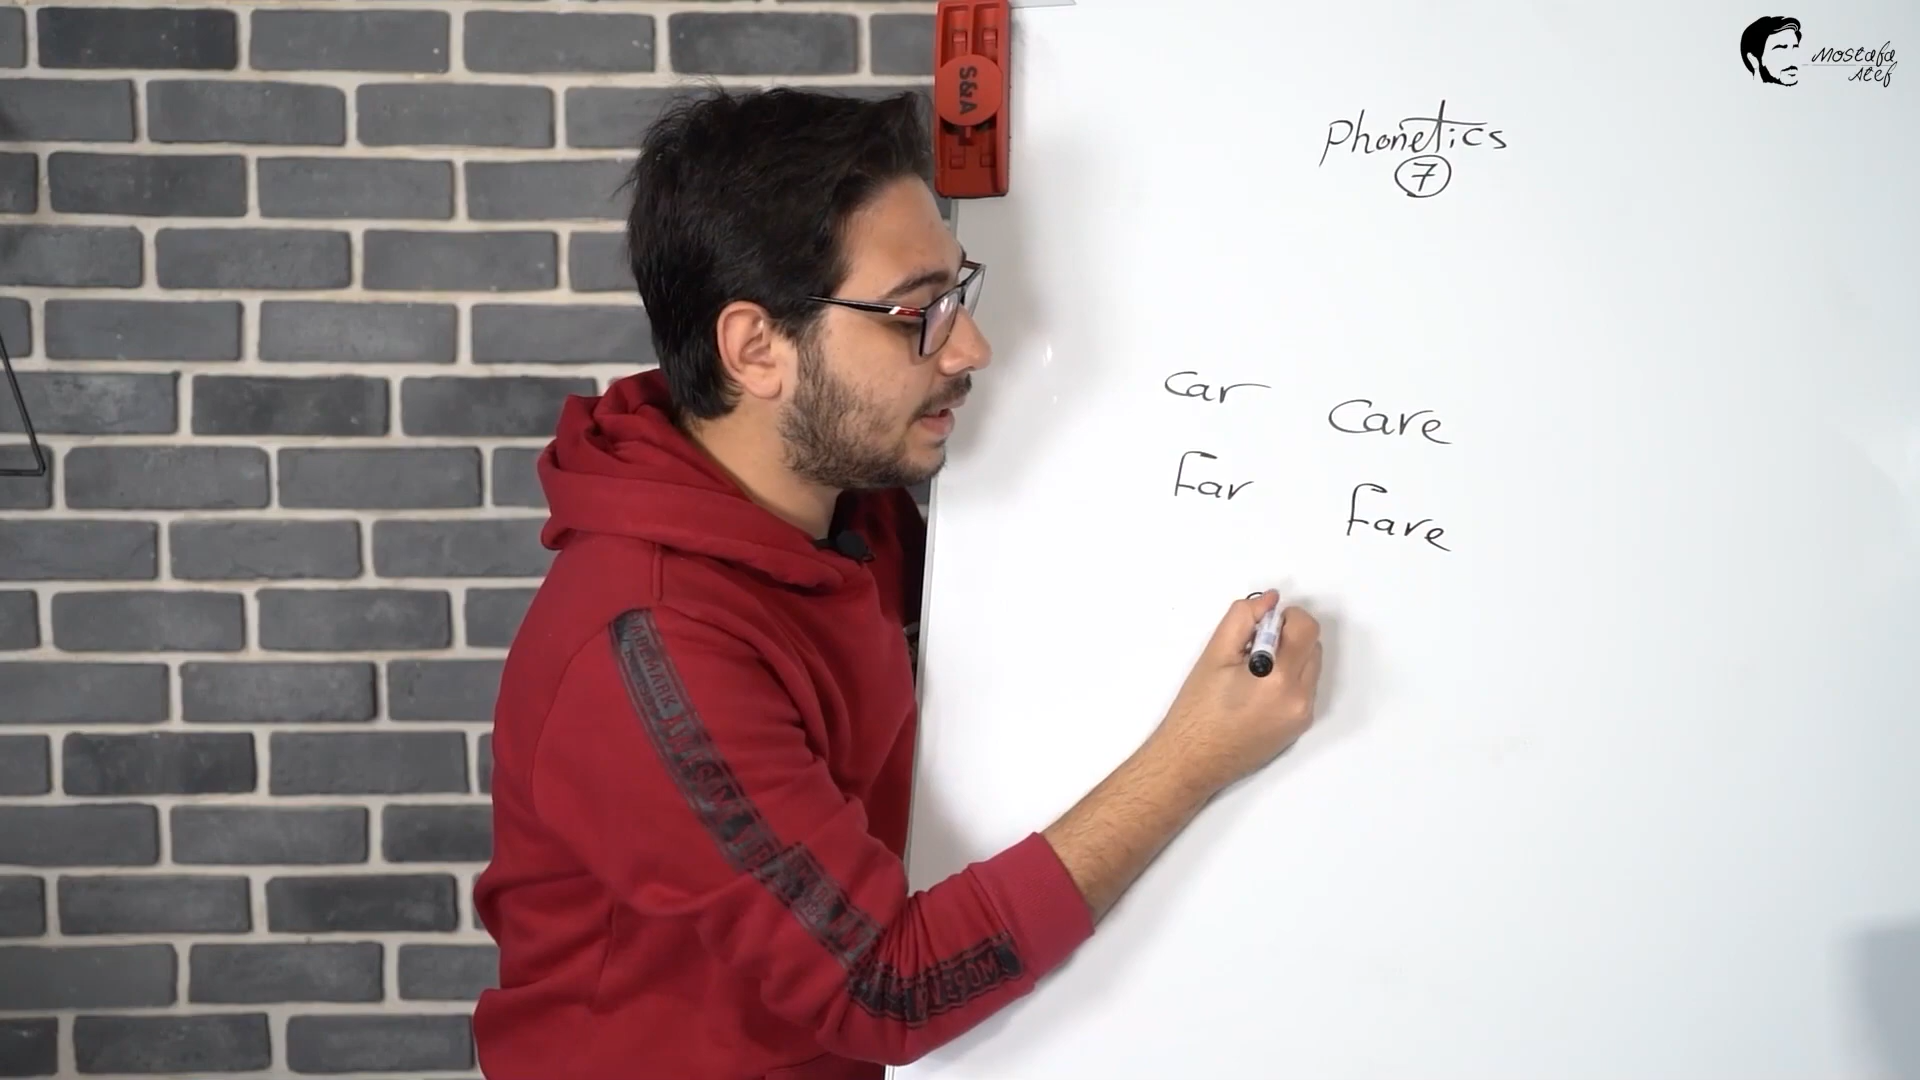 Mostafa
Atef
S&A
Phonetics
7
Car Care
Far Fare